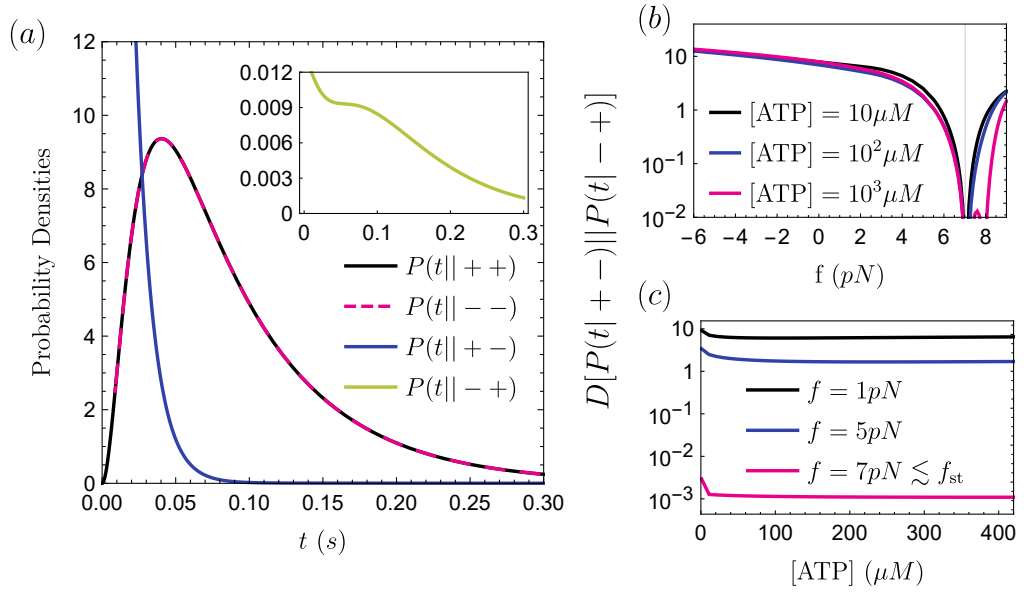 (a)
Probability Densities
12
10
8
6
4
2
0
0.00 0.05 0.10 0.15 0.20 0.25 0.30
t (s)
0.012
0.009
0.006
0.003
0
0 0.1 0.2 0.3
P(t|| + +)
P(t|| − −)
P(t|| + −)
P(t|| − +)
D[P(t| + −)||P(t| − +)]
(b)
10
1
10⁻¹
10⁻²
[ATP] = 10μM
[ATP] = 10²μM
[ATP] = 10³μM
−6 −4 −2 0 2 4 6 8
f (pN)
(c)
10
1
10⁻¹
10⁻²
10⁻³
f = 1pN
f = 5pN
f = 7pN ≲ f_st
0 100 200 300 400
[ATP] (μM)